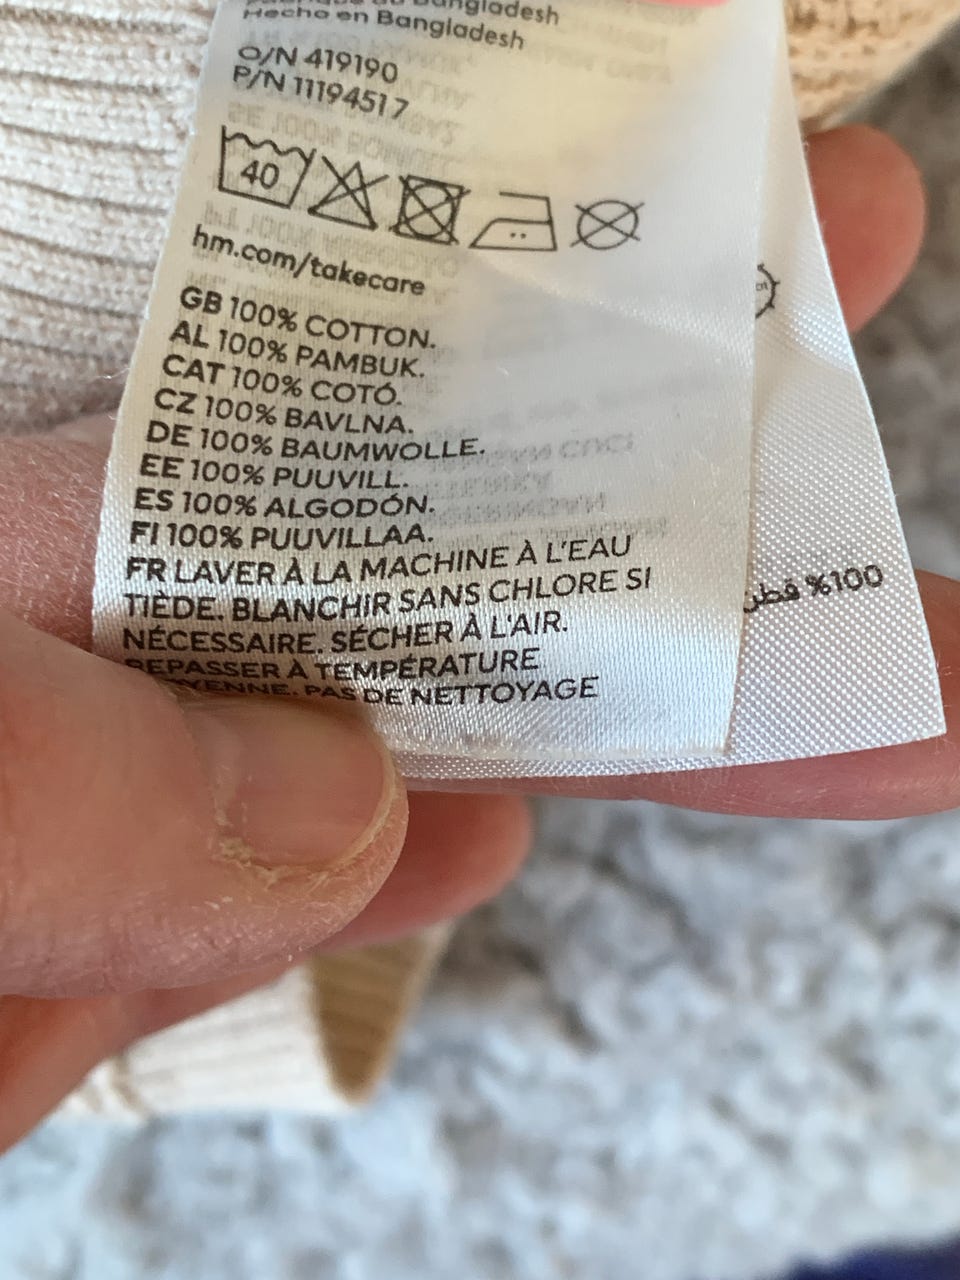 Bangladesh
Hecho en Bangladesh
O/N 419190
P/N 11194517
40
hm.com/takecare
GB 100% COTTON.
AL 100% PAMBUK.
CAT 100% COTÓ.
CZ 100% BAVLNA.
DE 100% BAUMWOLLE.
EE 100% PUUVILL.
ES 100% ALGODÓN.
FI 100% PUUVILLAA.
FR LAVER À LA MACHINE À L'EAU
TIÈDE. BLANCHIR SANS CHLORE SI
NÉCESSAIRE. SÉCHER À L'AIR.
REPASSER À TEMPÉRATURE
PAS DE NETTOYAGE
100% قطن